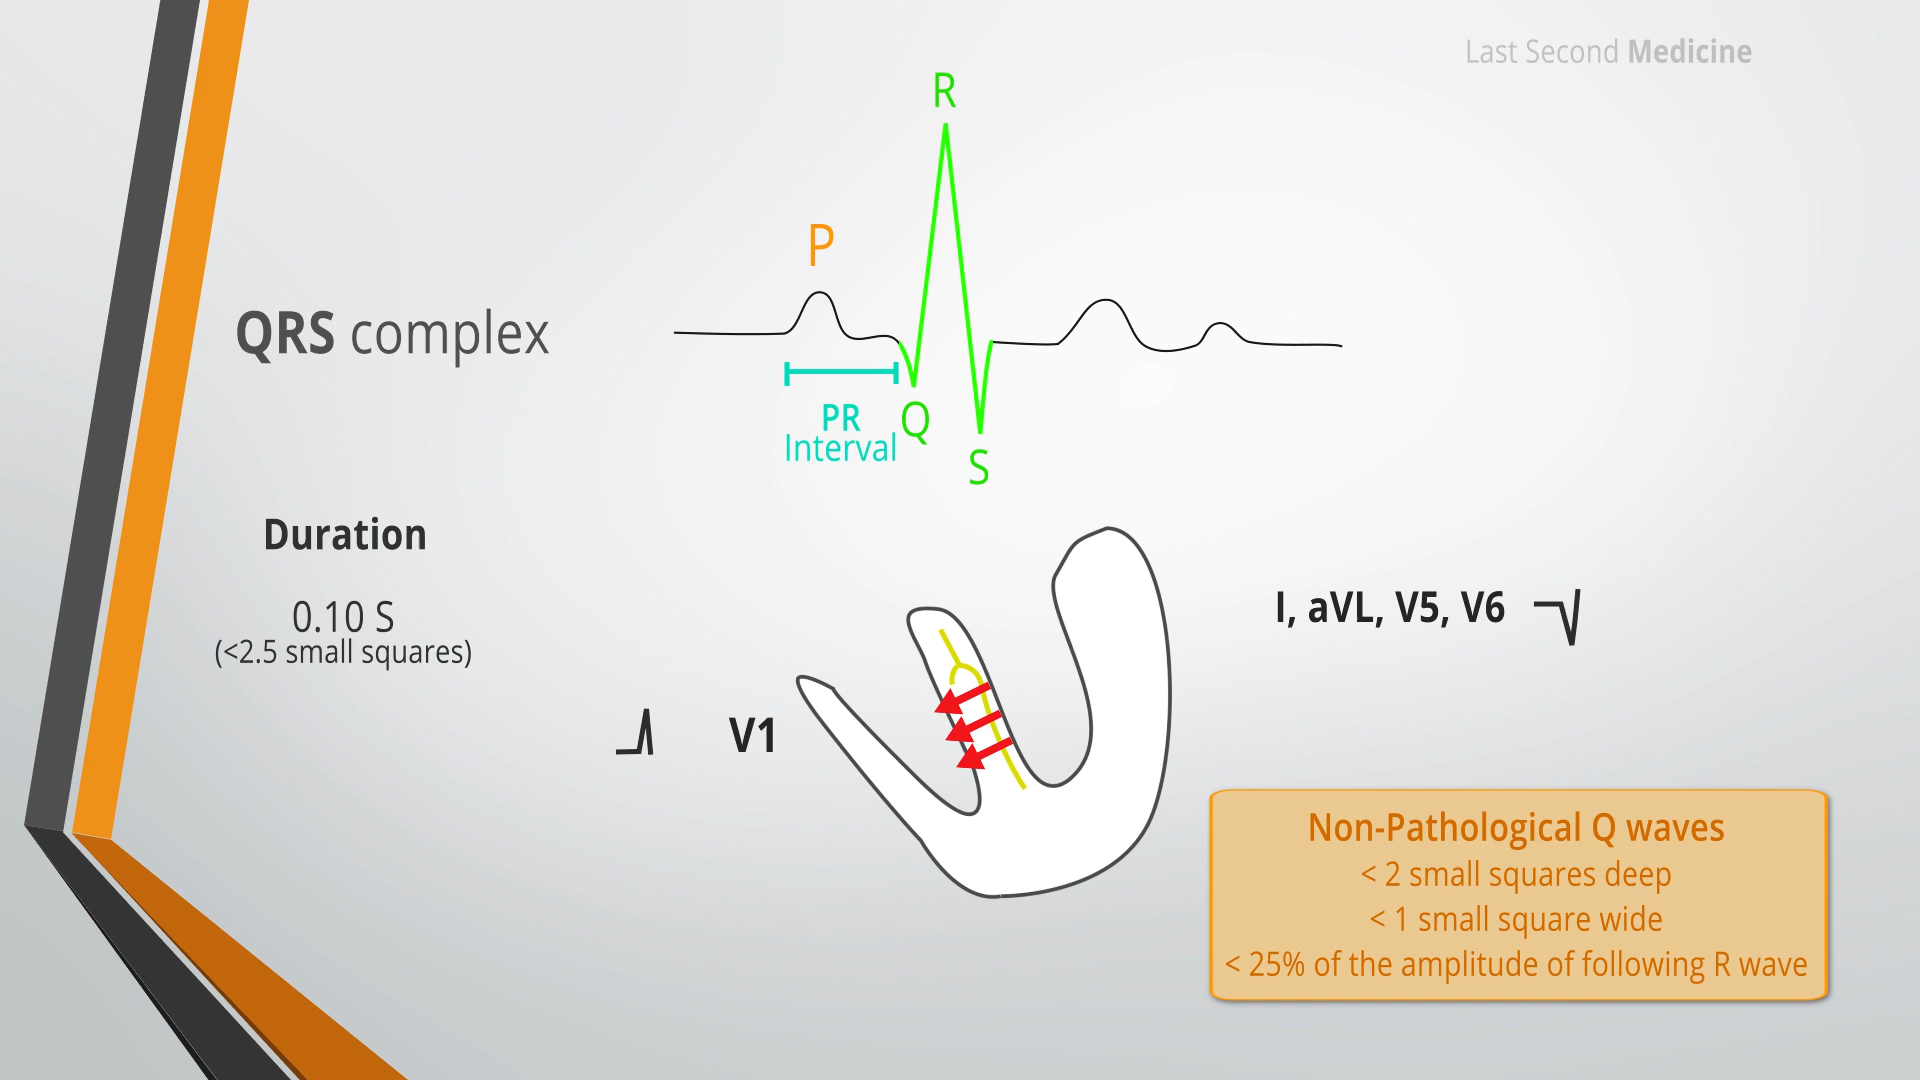 Last Second Medicine
R
P
QRS complex
PR
Interval
Q
S
Duration
0.10 S
(<2.5 small squares)
I, aVL, V5, V6
V1
Non-Pathological Q waves
< 2 small squares deep
< 1 small square wide
< 25% of the amplitude of following R wave